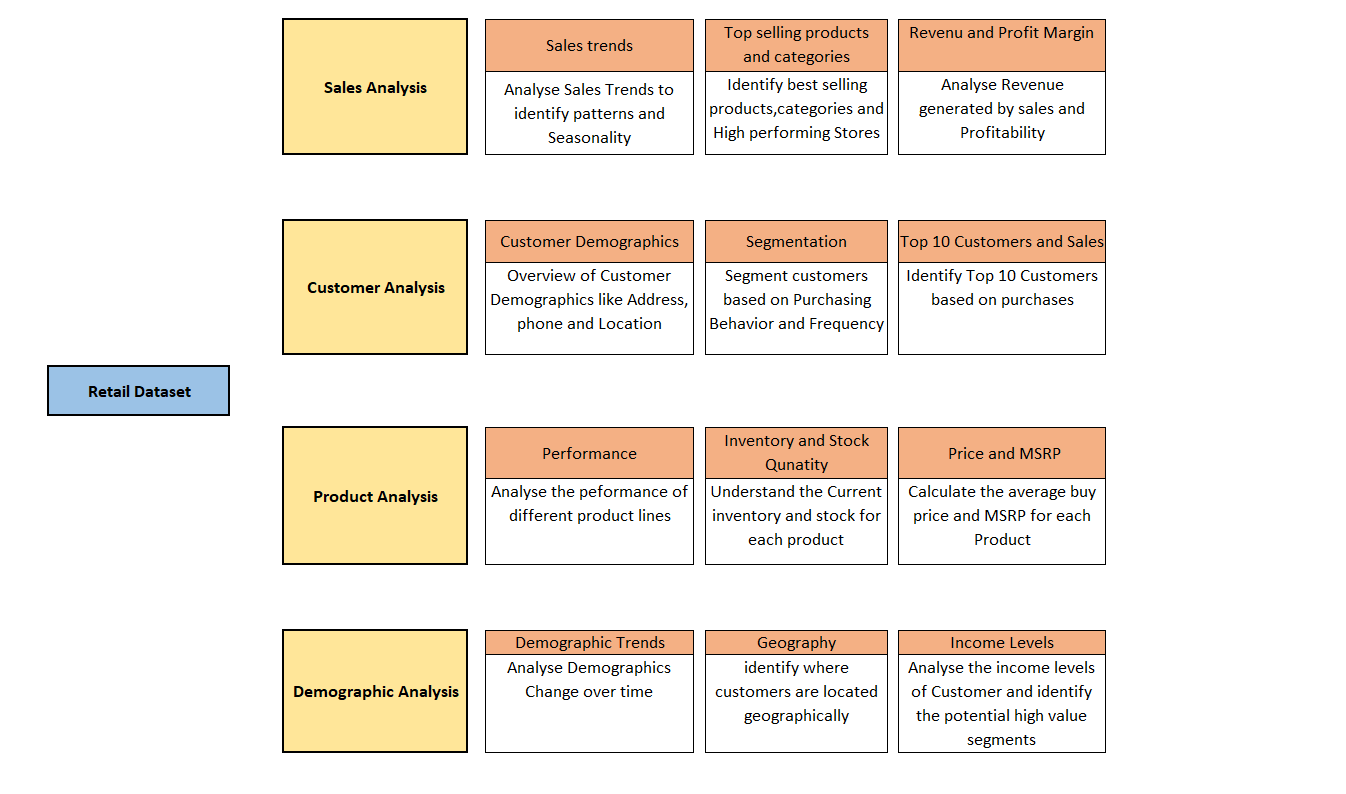 Retail Dataset
Sales Analysis
Sales trends
Analyse Sales Trends to
identify patterns and
Seasonality
Top selling products
and categories
Identify best selling
products,categories and
High performing Stores
Revenu and Profit Margin
Analyse Revenue
generated by sales and
Profitability
Customer Analysis
Customer Demographics
Overview of Customer
Demographics like Address,
phone and Location
Segmentation
Segment customers
based on Purchasing
Behavior and Frequency
Top 10 Customers and Sales
Identify Top 10 Customers
based on purchases
Product Analysis
Performance
Analyse the peformance of
different product lines
Inventory and Stock
Qunatity
Understand the Current
inventory and stock for
each product
Price and MSRP
Calculate the average buy
price and MSRP for each
Product
Demographic Analysis
Demographic Trends
Analyse Demographics
Change over time
Geography
identify where
customers are located
geographically
Income Levels
Analyse the income levels
of Customer and identify
the potential high value
segments